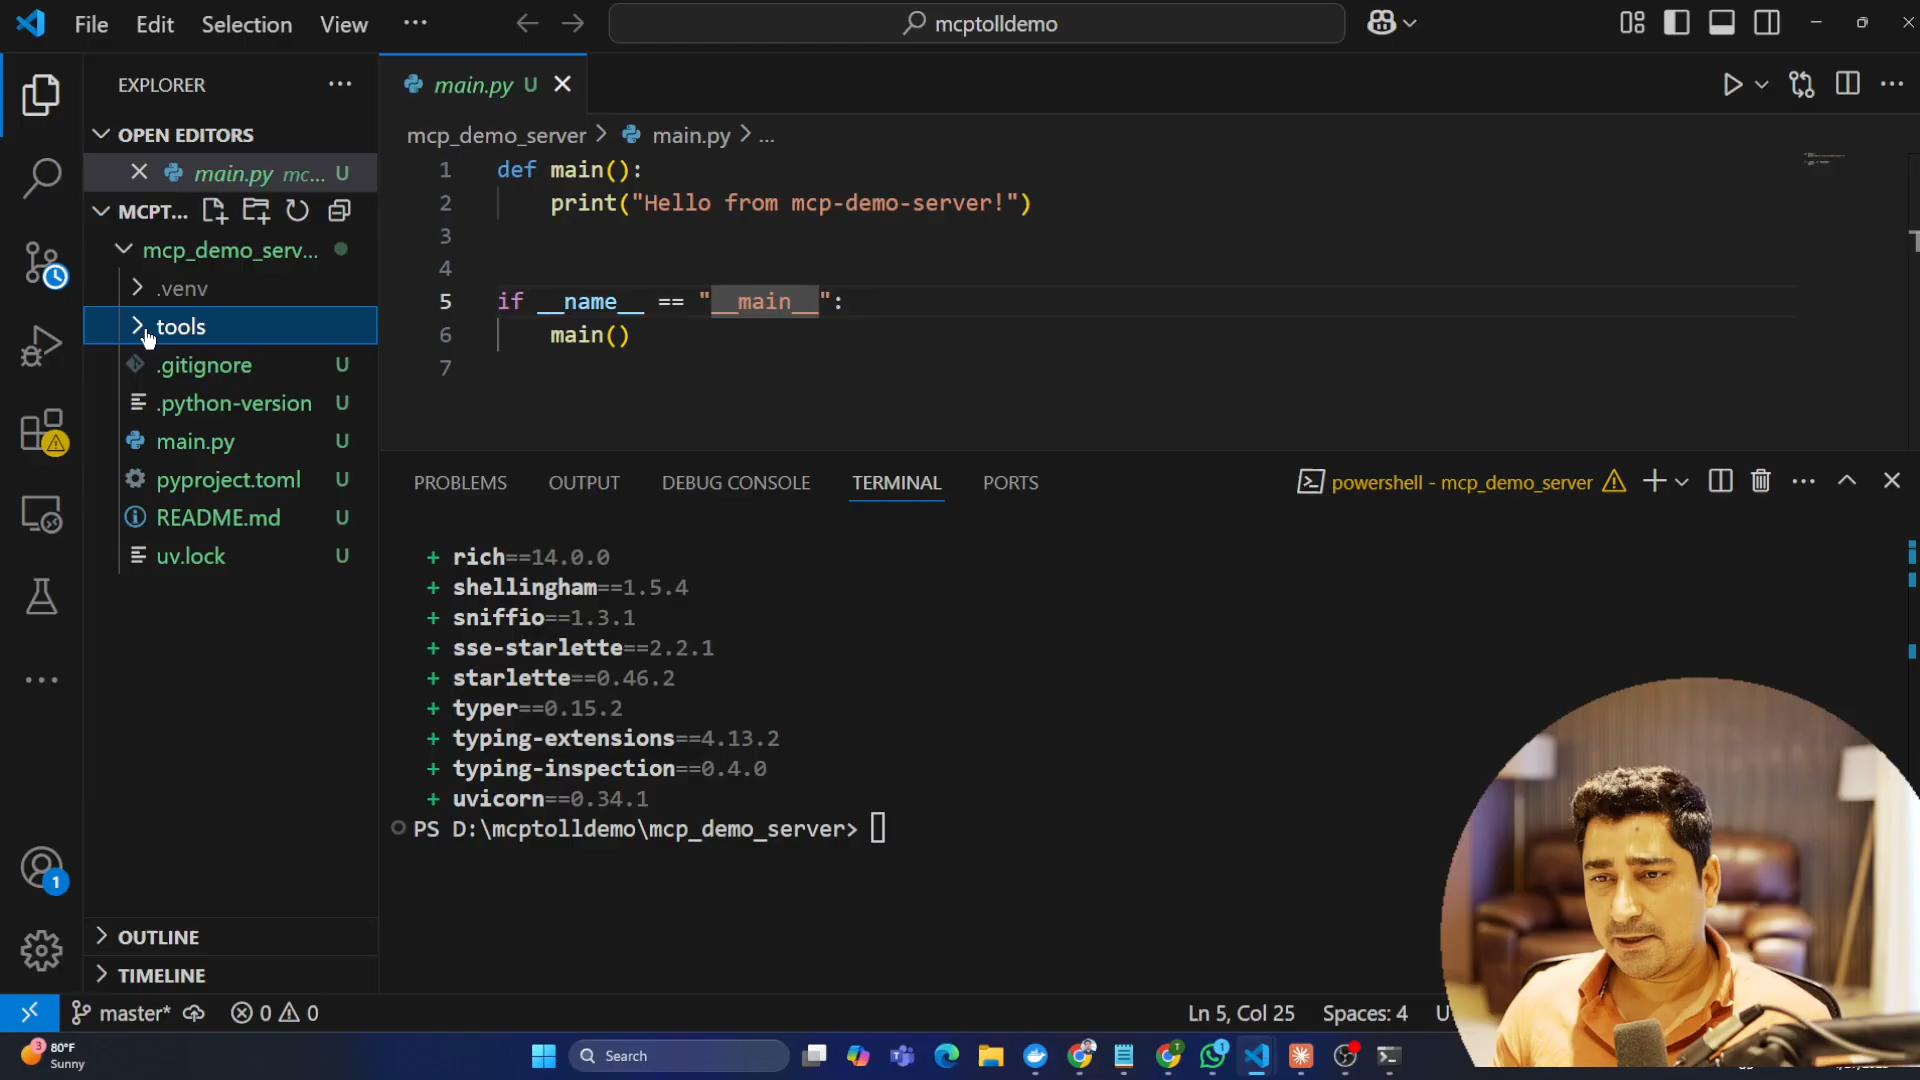 File Edit Selection View ··· mcptolldemo
EXPLORER ···
main.py U
OPEN EDITORS
main.py mc... U
MCPT...
mcp_demo_serv...
.venv
tools
.gitignore U
.python-version U
main.py U
pyproject.toml U
README.md U
uv.lock U
OUTLINE
TIMELINE
mcp_demo_server > main.py > ...
1 def main():
2 print("Hello from mcp-demo-server!")
3
4
5 if __name__ == "__main__":
6 main()
7
PROBLEMS OUTPUT DEBUG CONSOLE TERMINAL PORTS
powershell - mcp_demo_server
+ rich==14.0.0
+ shellingham==1.5.4
+ sniffio==1.3.1
+ sse-starlette==2.2.1
+ starlette==0.46.2
+ typer==0.15.2
+ typing-extensions==4.13.2
+ typing-inspection==0.4.0
+ uvicorn==0.34.1
PS D:\mcptolldemo\mcp_demo_server>
1
master* 0 0 Ln 5, Col 25 Spaces: 4 U
3 80°F
Sunny
Search
1